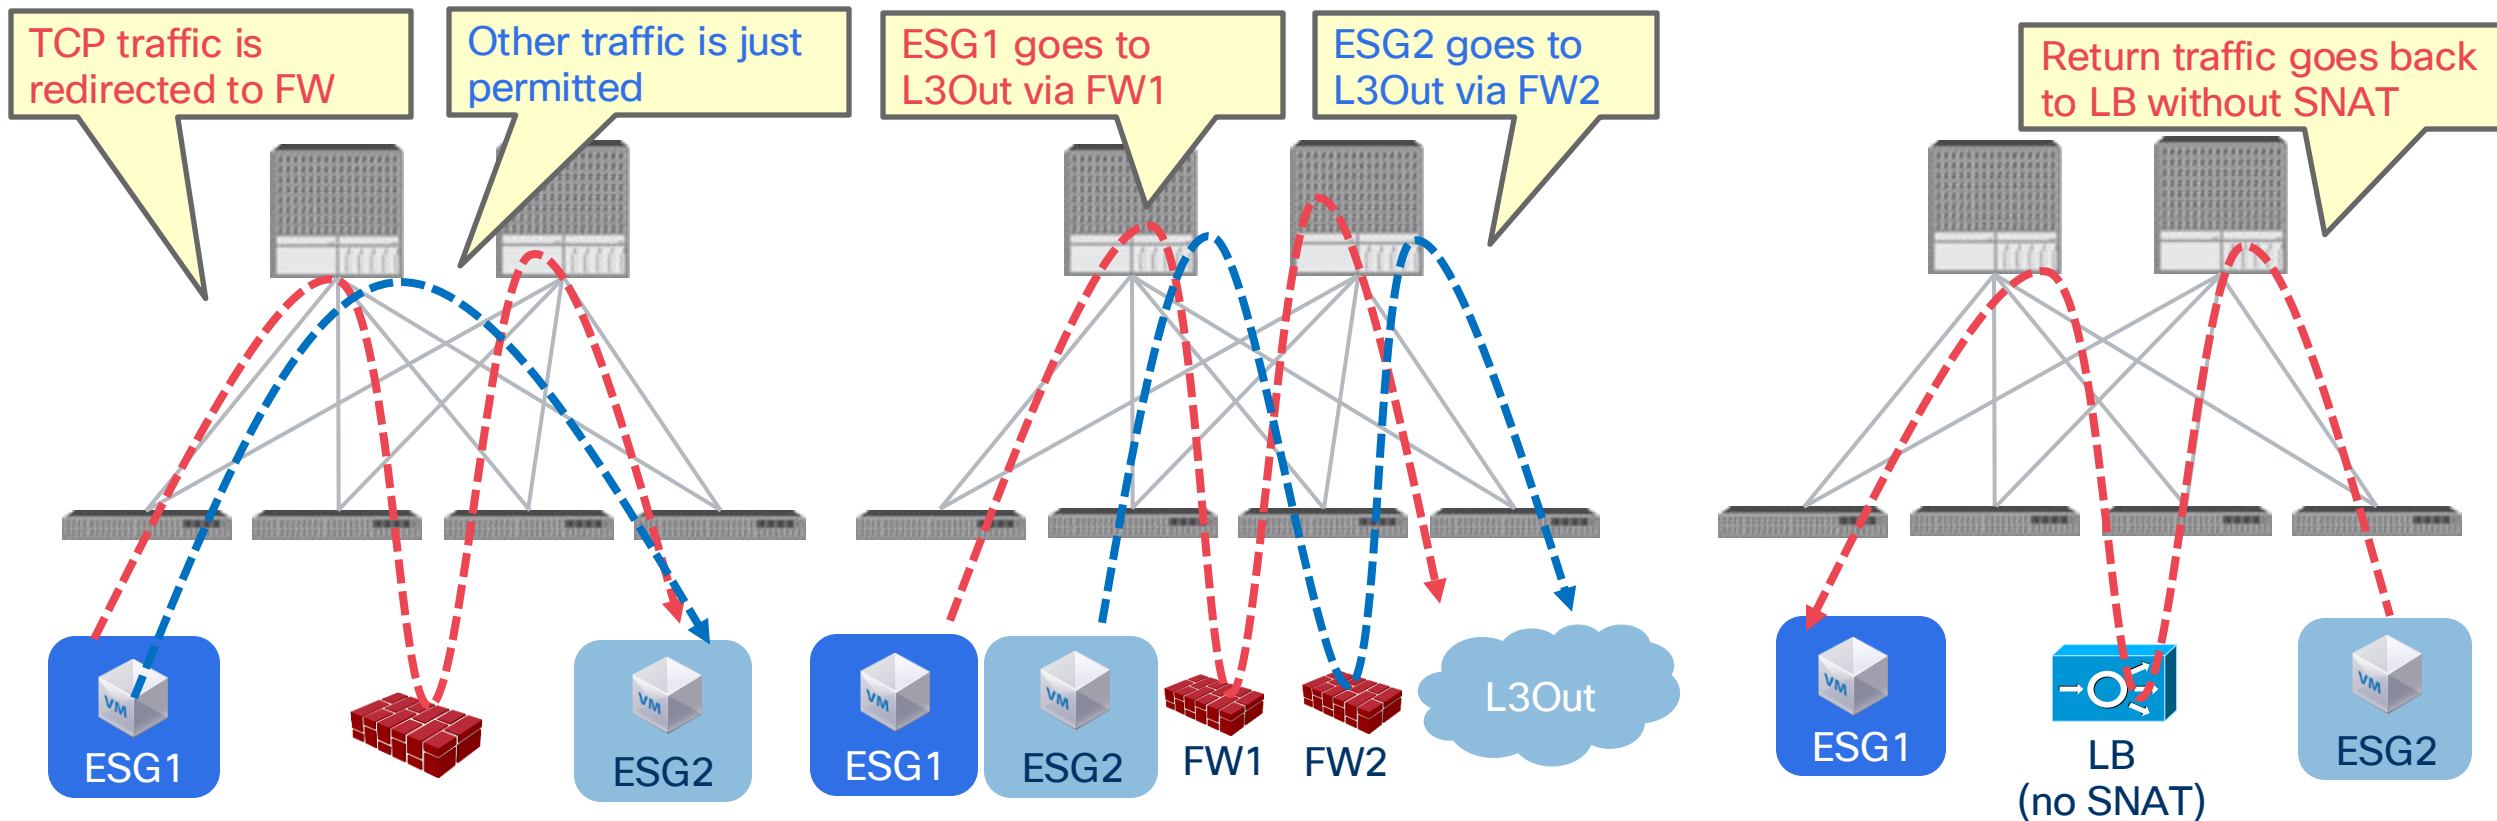 TCP traffic is
redirected to FW
Other traffic is just
permitted
ESG1 goes to
L3Out via FW1
ESG2 goes to
L3Out via FW2
Return traffic goes back
to LB without SNAT
VM
ESG1
VM
ESG2
VM
ESG1
VM
ESG2
FW1
FW2
L3Out
VM
ESG1
LB
(no SNAT)
VM
ESG2